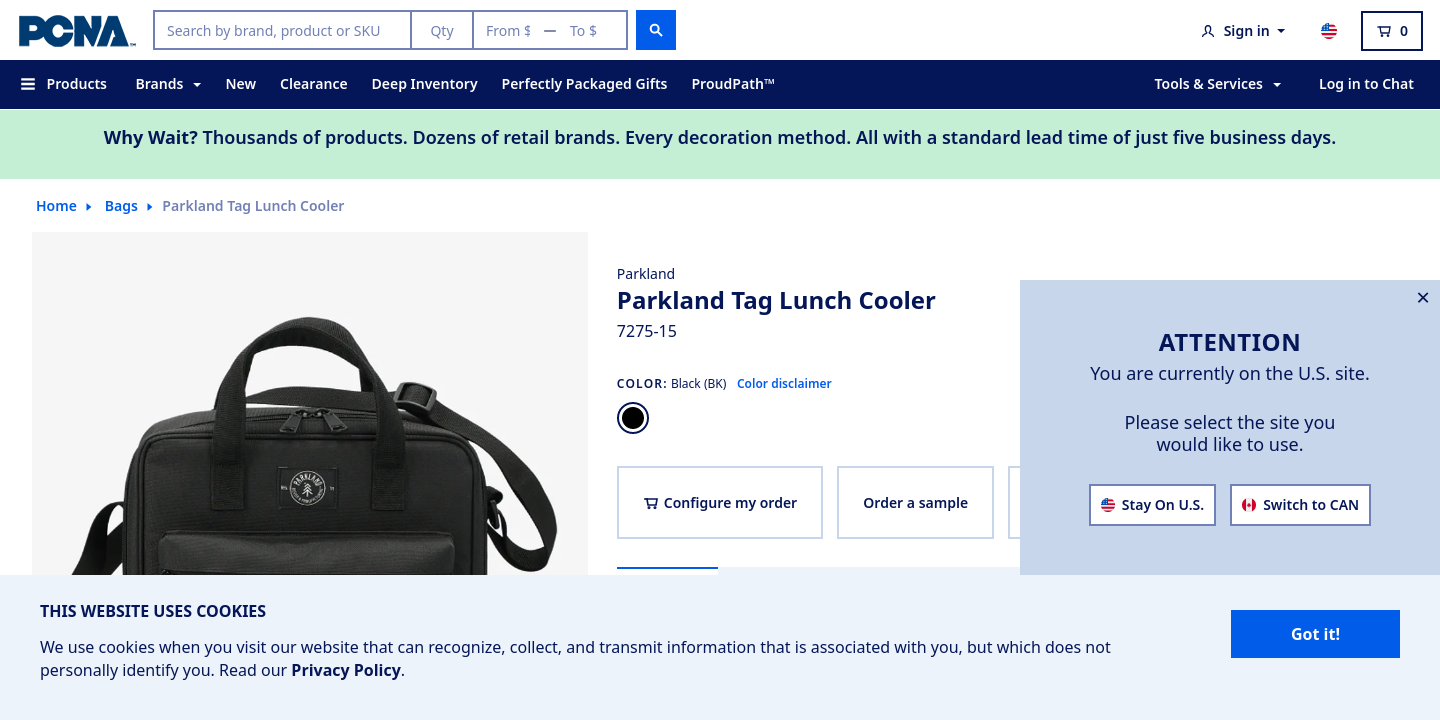 PCNA™
Search by brand, product or SKU
Qty
From $ — To $
Sign in
0
Products
Brands
New
Clearance
Deep Inventory
Perfectly Packaged Gifts
ProudPath™
Tools & Services
Log in to Chat
Why Wait? Thousands of products. Dozens of retail brands. Every decoration method. All with a standard lead time of just five business days.
Home
Bags
Parkland Tag Lunch Cooler
Parkland
Parkland Tag Lunch Cooler
7275-15
COLOR: Black (BK) Color disclaimer
Configure my order
Order a sample
PARKLAND
ATTENTION
You are currently on the U.S. site.
Please select the site you
would like to use.
Stay On U.S.
Switch to CAN
THIS WEBSITE USES COOKIES
We use cookies when you visit our website that can recognize, collect, and transmit information that is associated with you, but which does not
personally identify you. Read our Privacy Policy.
Got it!